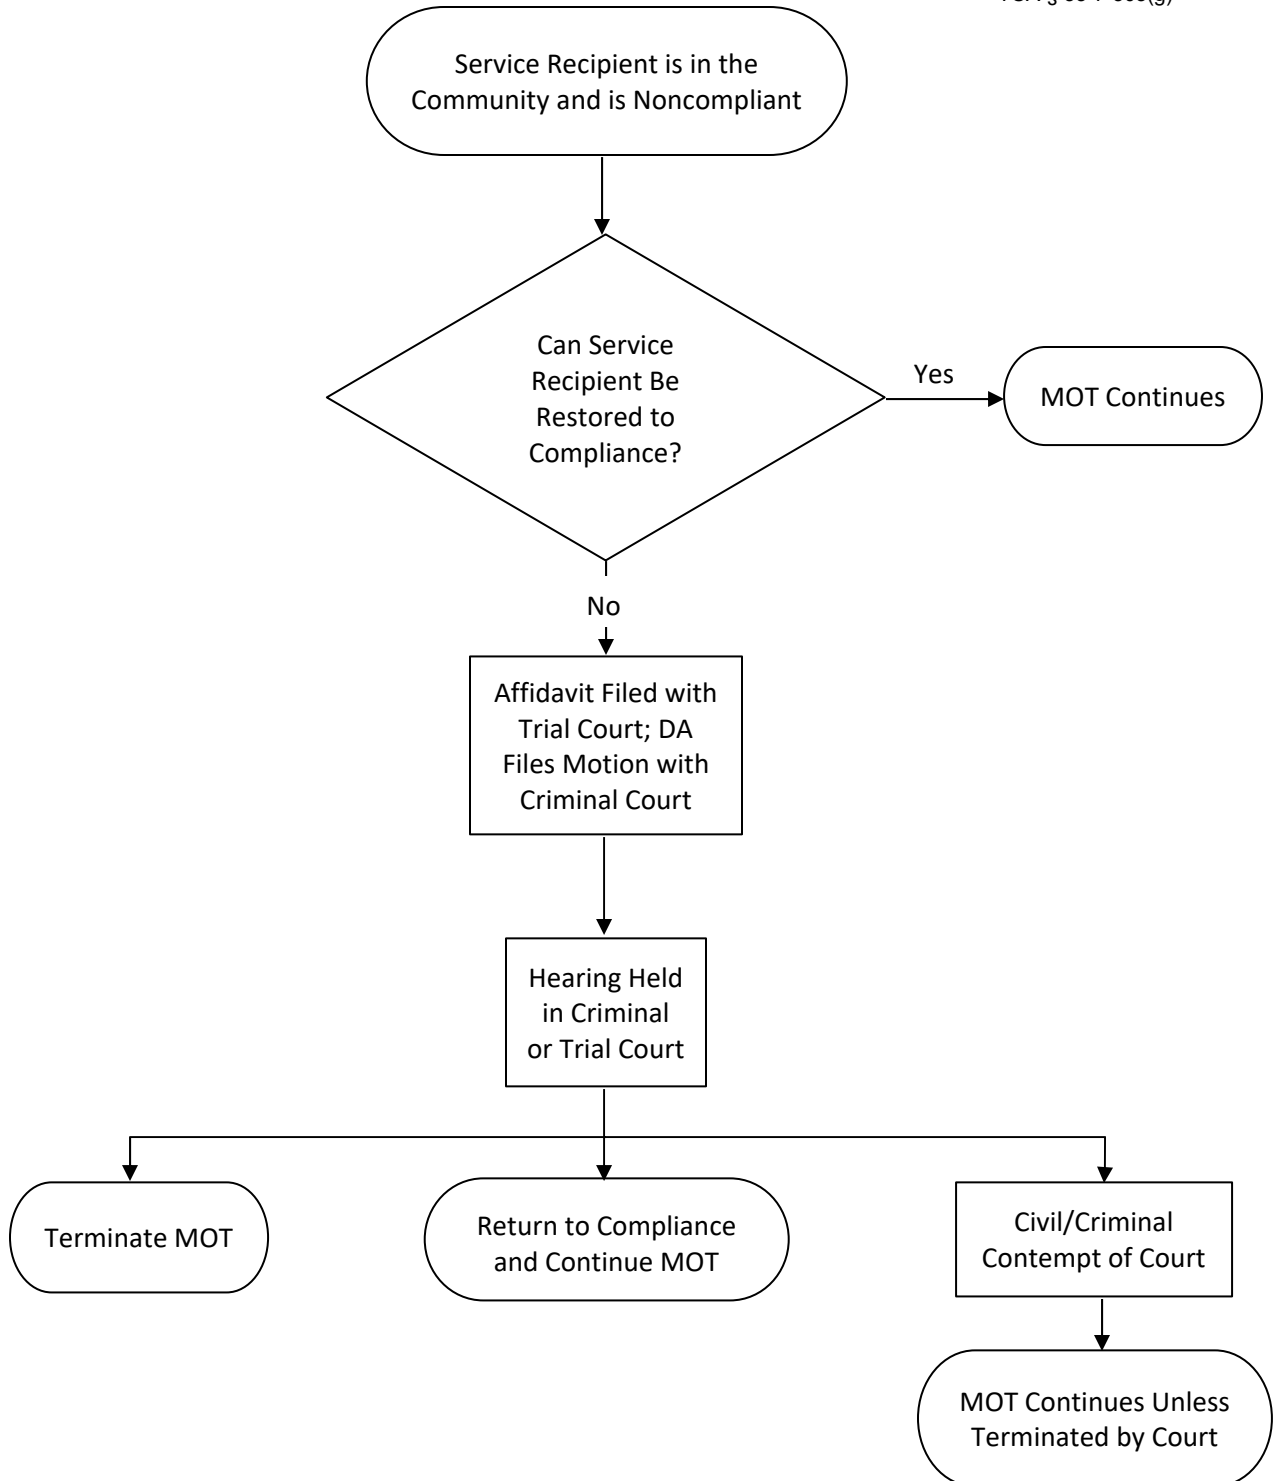 Service Recipient is in the
Community and is Noncompliant
Can Service
Recipient Be
Restored to
Compliance?
Yes
MOT Continues
No
Affidavit Filed with
Trial Court; DA
Files Motion with
Criminal Court
Hearing Held
in Criminal
or Trial Court
Terminate MOT
Return to Compliance
and Continue MOT
Civil/Criminal
Contempt of Court
MOT Continues Unless
Terminated by Court